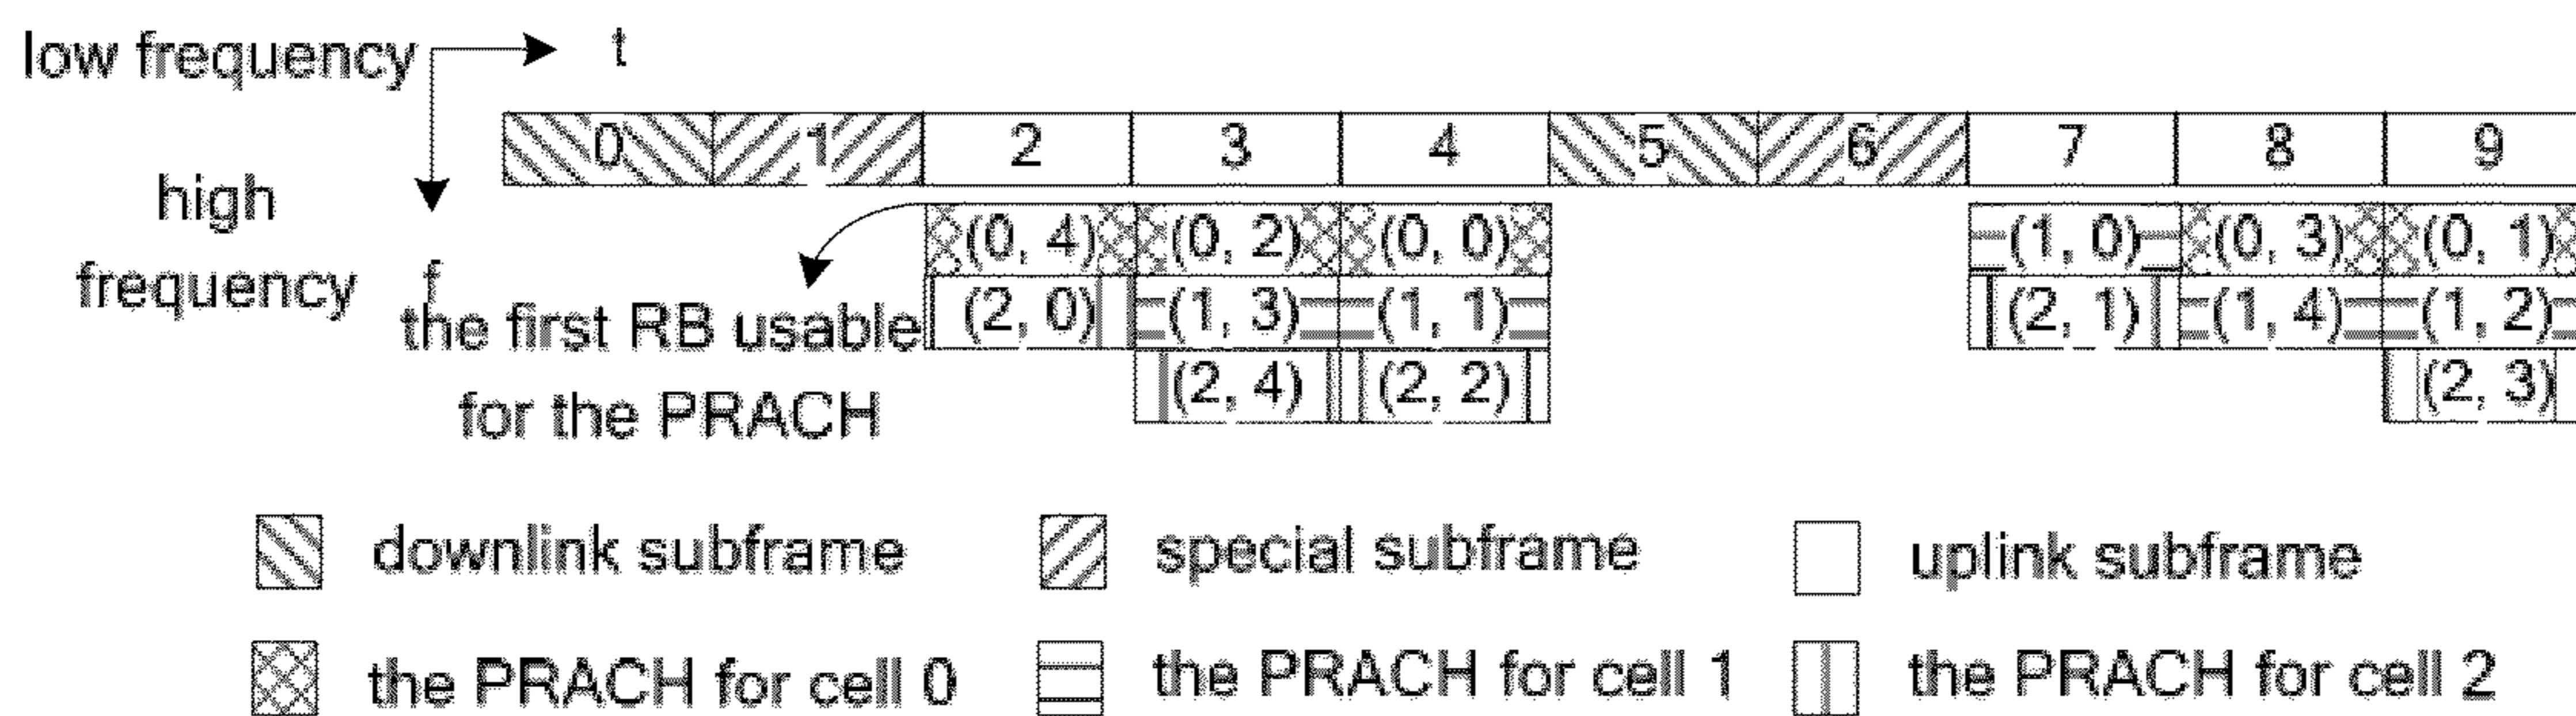 low frequency t
0 1 2 3 4 5 6 7 8 9
high
frequency f
(0, 4) (0, 2) (0, 0) (1, 0) (0, 3) (0, 1)
the first RB usable (2, 0) (1, 3) (1, 1) (2, 1) (1, 4) (1, 2)
for the PRACH (2, 4) (2, 2) (2, 3)
downlink subframe special subframe uplink subframe
the PRACH for cell 0 the PRACH for cell 1 the PRACH for cell 2